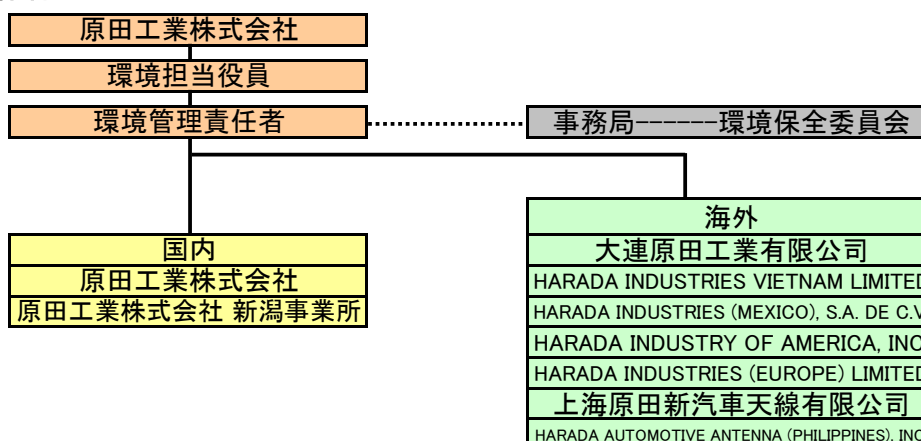 原田工業株式会社
環境担当役員
環境管理責任者
事務局------環境保全委員会
国内
原田工業株式会社
原田工業株式会社 新潟事業所
海外
大連原田工業有限公司
HARADA INDUSTRIES VIETNAM LIMITED
HARADA INDUSTRIES (MEXICO), S.A. DE C.V
HARADA INDUSTRY OF AMERICA, INC
HARADA INDUSTRIES (EUROPE) LIMITED
上海原田新汽車天線有限公司
HARADA AUTOMOTIVE ANTENNA (PHILIPPINES), INC